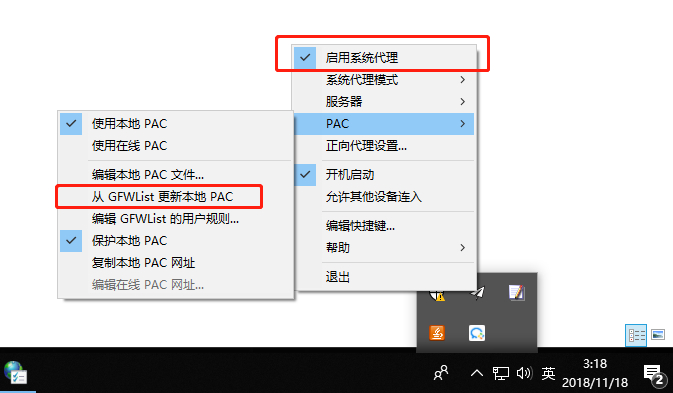 启用系统代理
系统代理模式
服务器
PAC
正向代理设置...
开机启动
允许其他设备连入
编辑快捷键...
帮助
退出
使用本地 PAC
使用在线 PAC
编辑本地 PAC 文件...
从 GFWList 更新本地 PAC
编辑 GFWList 的用户规则...
保护本地 PAC
复制本地 PAC 网址
编辑在线 PAC 网址...
英
3:18
2018/11/18
2